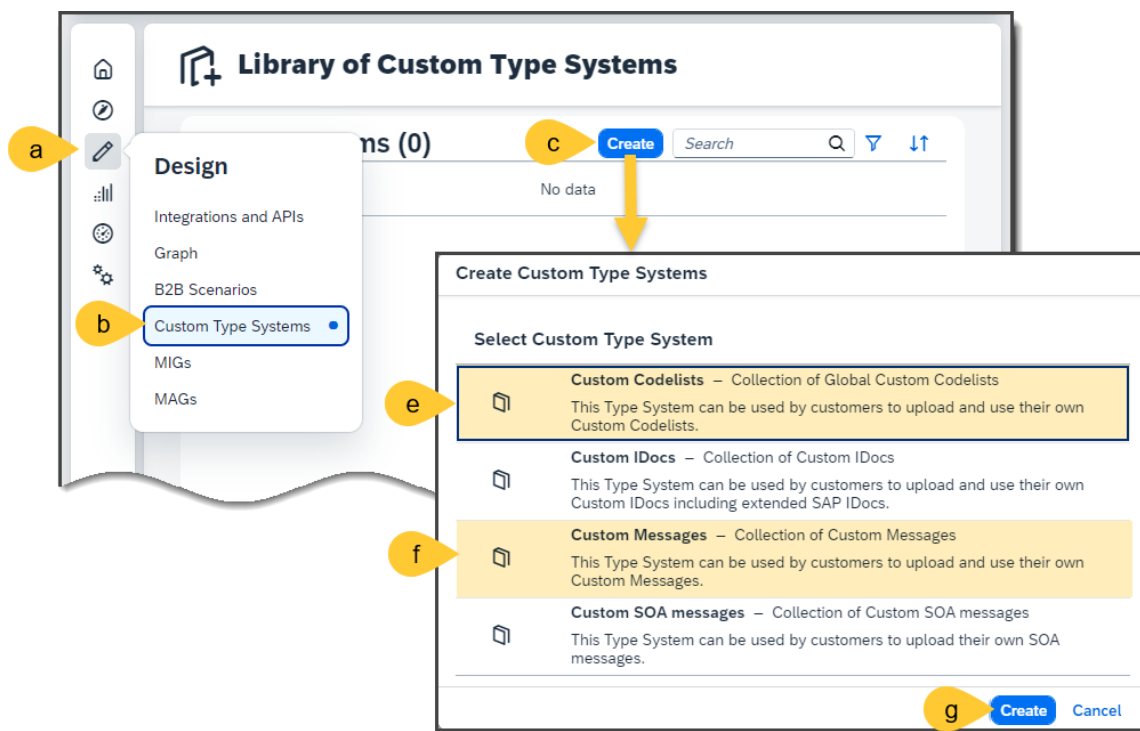 Library of Custom Type Systems
a
Design
ms (0)
c
Create
Search
No data
Integrations and APIs
Graph
B2B Scenarios
b
Custom Type Systems
MIGs
MAGs
Create Custom Type Systems
Select Custom Type System
e
Custom Codelists – Collection of Global Custom Codelists
This Type System can be used by customers to upload and use their own
Custom Codelists.
Custom IDocs – Collection of Custom IDocs
This Type System can be used by customers to upload and use their own
Custom IDocs including extended SAP IDocs.
f
Custom Messages – Collection of Custom Messages
This Type System can be used by customers to upload and use their own
Custom Messages.
Custom SOA messages – Collection of Custom SOA messages
This Type System can be used by customers to upload their own SOA
messages.
g
Create
Cancel